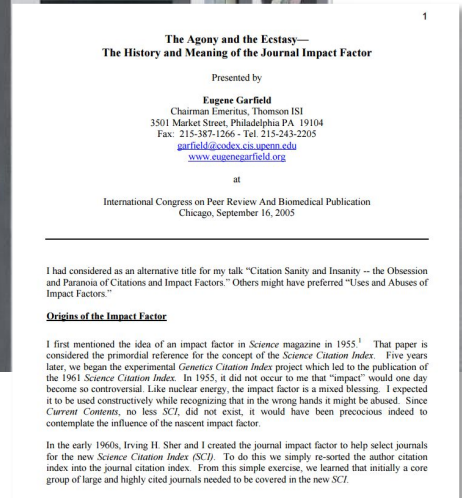 1
The Agony and the Ecstasy—
The History and Meaning of the Journal Impact Factor
Presented by
Eugene Garfield
Chairman Emeritus, Thomson ISI
3501 Market Street, Philadelphia PA 19104
Fax: 215-387-1266 - Tel. 215-243-2205
garfield@codex.cis.upenn.edu
www.eugenegarfield.org
at
International Congress on Peer Review And Biomedical Publication
Chicago, September 16, 2005
I had considered as an alternative title for my talk “Citation Sanity and Insanity -- the Obsession
and Paranoia of Citations and Impact Factors.” Others might have preferred “Uses and Abuses of
Impact Factors.”
Origins of the Impact Factor
I first mentioned the idea of an impact factor in Science magazine in 1955.1 That paper is
considered the primordial reference for the concept of the Science Citation Index. Five years
later, we began the experimental Genetics Citation Index project which led to the publication of
the 1961 Science Citation Index. In 1955, it did not occur to me that “impact” would one day
become so controversial. Like nuclear energy, the impact factor is a mixed blessing. I expected
it to be used constructively while recognizing that in the wrong hands it might be abused. Since
Current Contents, no less SCI, did not exist, it would have been precocious indeed to
contemplate the influence of the nascent impact factor.
In the early 1960s, Irving H. Sher and I created the journal impact factor to help select journals
for the new Science Citation Index (SCI). To do this we simply re-sorted the author citation
index into the journal citation index. From this simple exercise, we learned that initially a core
group of large and highly cited journals needed to be covered in the new SCI.